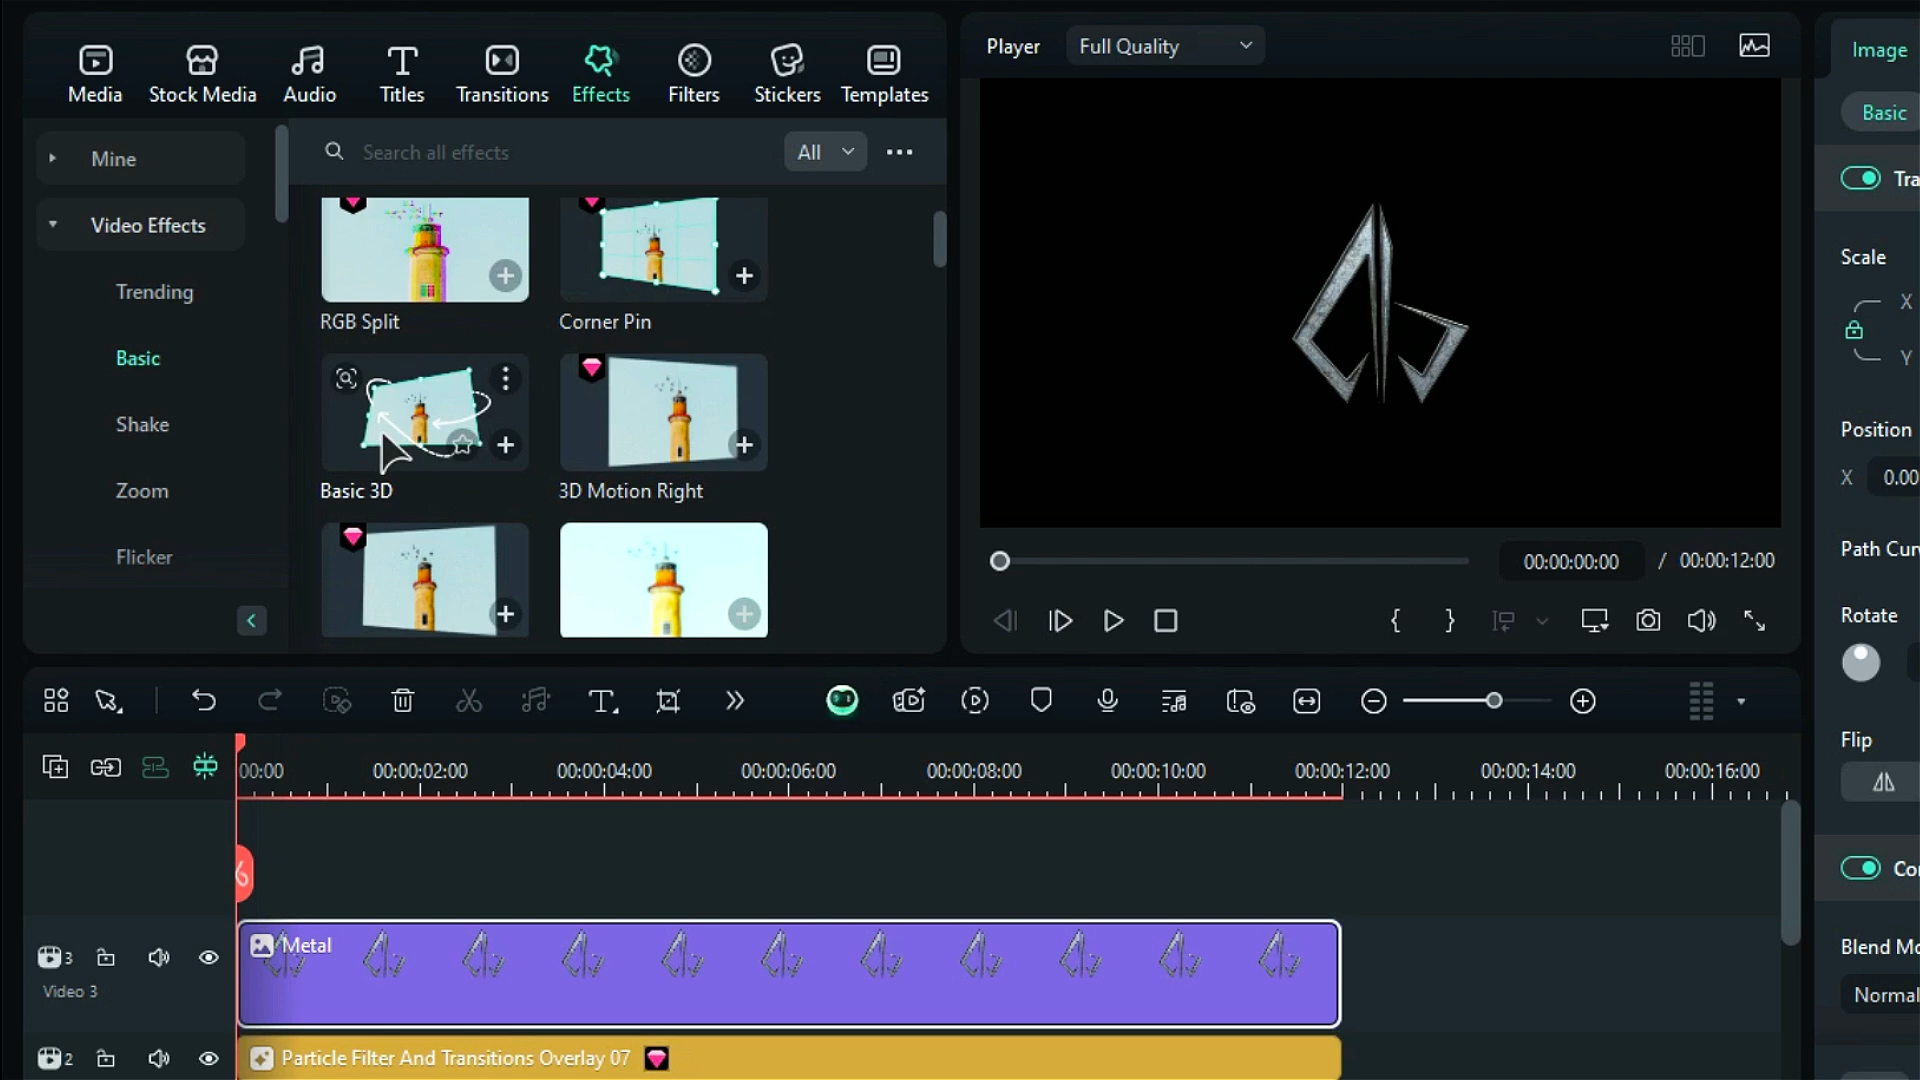 Media
Stock Media
Audio
Titles
Transitions
Effects
Filters
Stickers
Templates
Mine
Video Effects
Trending
Basic
Shake
Zoom
Flicker
Search all effects
All
RGB Split
Corner Pin
Basic 3D
3D Motion Right
Player
Full Quality
00:00:00:00 / 00:00:12:00
Image
Basic
Tra
Scale
X
Y
Position
X 0.00
Path Cur
Rotate
Flip
Con
Blend Mo
Normal
00:00
00:00:02:00
00:00:04:00
00:00:06:00
00:00:08:00
00:00:10:00
00:00:12:00
00:00:14:00
00:00:16:00
3
Video 3
Metal
2
Particle Filter And Transitions Overlay 07